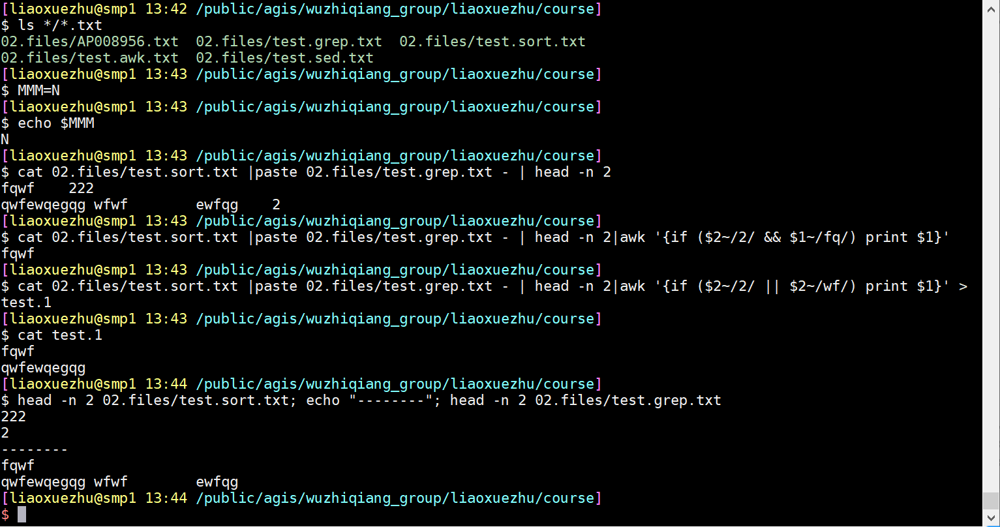 [liaoxuezhu@smp1 13:42 /public/agis/wuzhiqiang_group/liaoxuezhu/course]
$ ls */*.txt
02.files/AP008956.txt  02.files/test.grep.txt  02.files/test.sort.txt
02.files/test.awk.txt  02.files/test.sed.txt
[liaoxuezhu@smp1 13:43 /public/agis/wuzhiqiang_group/liaoxuezhu/course]
$ MMM=N
[liaoxuezhu@smp1 13:43 /public/agis/wuzhiqiang_group/liaoxuezhu/course]
$ echo $MMM
N
[liaoxuezhu@smp1 13:43 /public/agis/wuzhiqiang_group/liaoxuezhu/course]
$ cat 02.files/test.sort.txt |paste 02.files/test.grep.txt - | head -n 2
fqwf    222
qwfewqegqg wfwf        ewfqg    2
[liaoxuezhu@smp1 13:43 /public/agis/wuzhiqiang_group/liaoxuezhu/course]
$ cat 02.files/test.sort.txt |paste 02.files/test.grep.txt - | head -n 2|awk '{if ($2~/2/ && $1~/fq/) print $1}'
fqwf
[liaoxuezhu@smp1 13:43 /public/agis/wuzhiqiang_group/liaoxuezhu/course]
$ cat 02.files/test.sort.txt |paste 02.files/test.grep.txt - | head -n 2|awk '{if ($2~/2/ || $2~/wf/) print $1}' >
test.1
[liaoxuezhu@smp1 13:43 /public/agis/wuzhiqiang_group/liaoxuezhu/course]
$ cat test.1
fqwf
qwfewqegqg
[liaoxuezhu@smp1 13:44 /public/agis/wuzhiqiang_group/liaoxuezhu/course]
$ head -n 2 02.files/test.sort.txt; echo "--------"; head -n 2 02.files/test.grep.txt
222
2
--------
fqwf
qwfewqegqg wfwf        ewfqg
[liaoxuezhu@smp1 13:44 /public/agis/wuzhiqiang_group/liaoxuezhu/course]
$